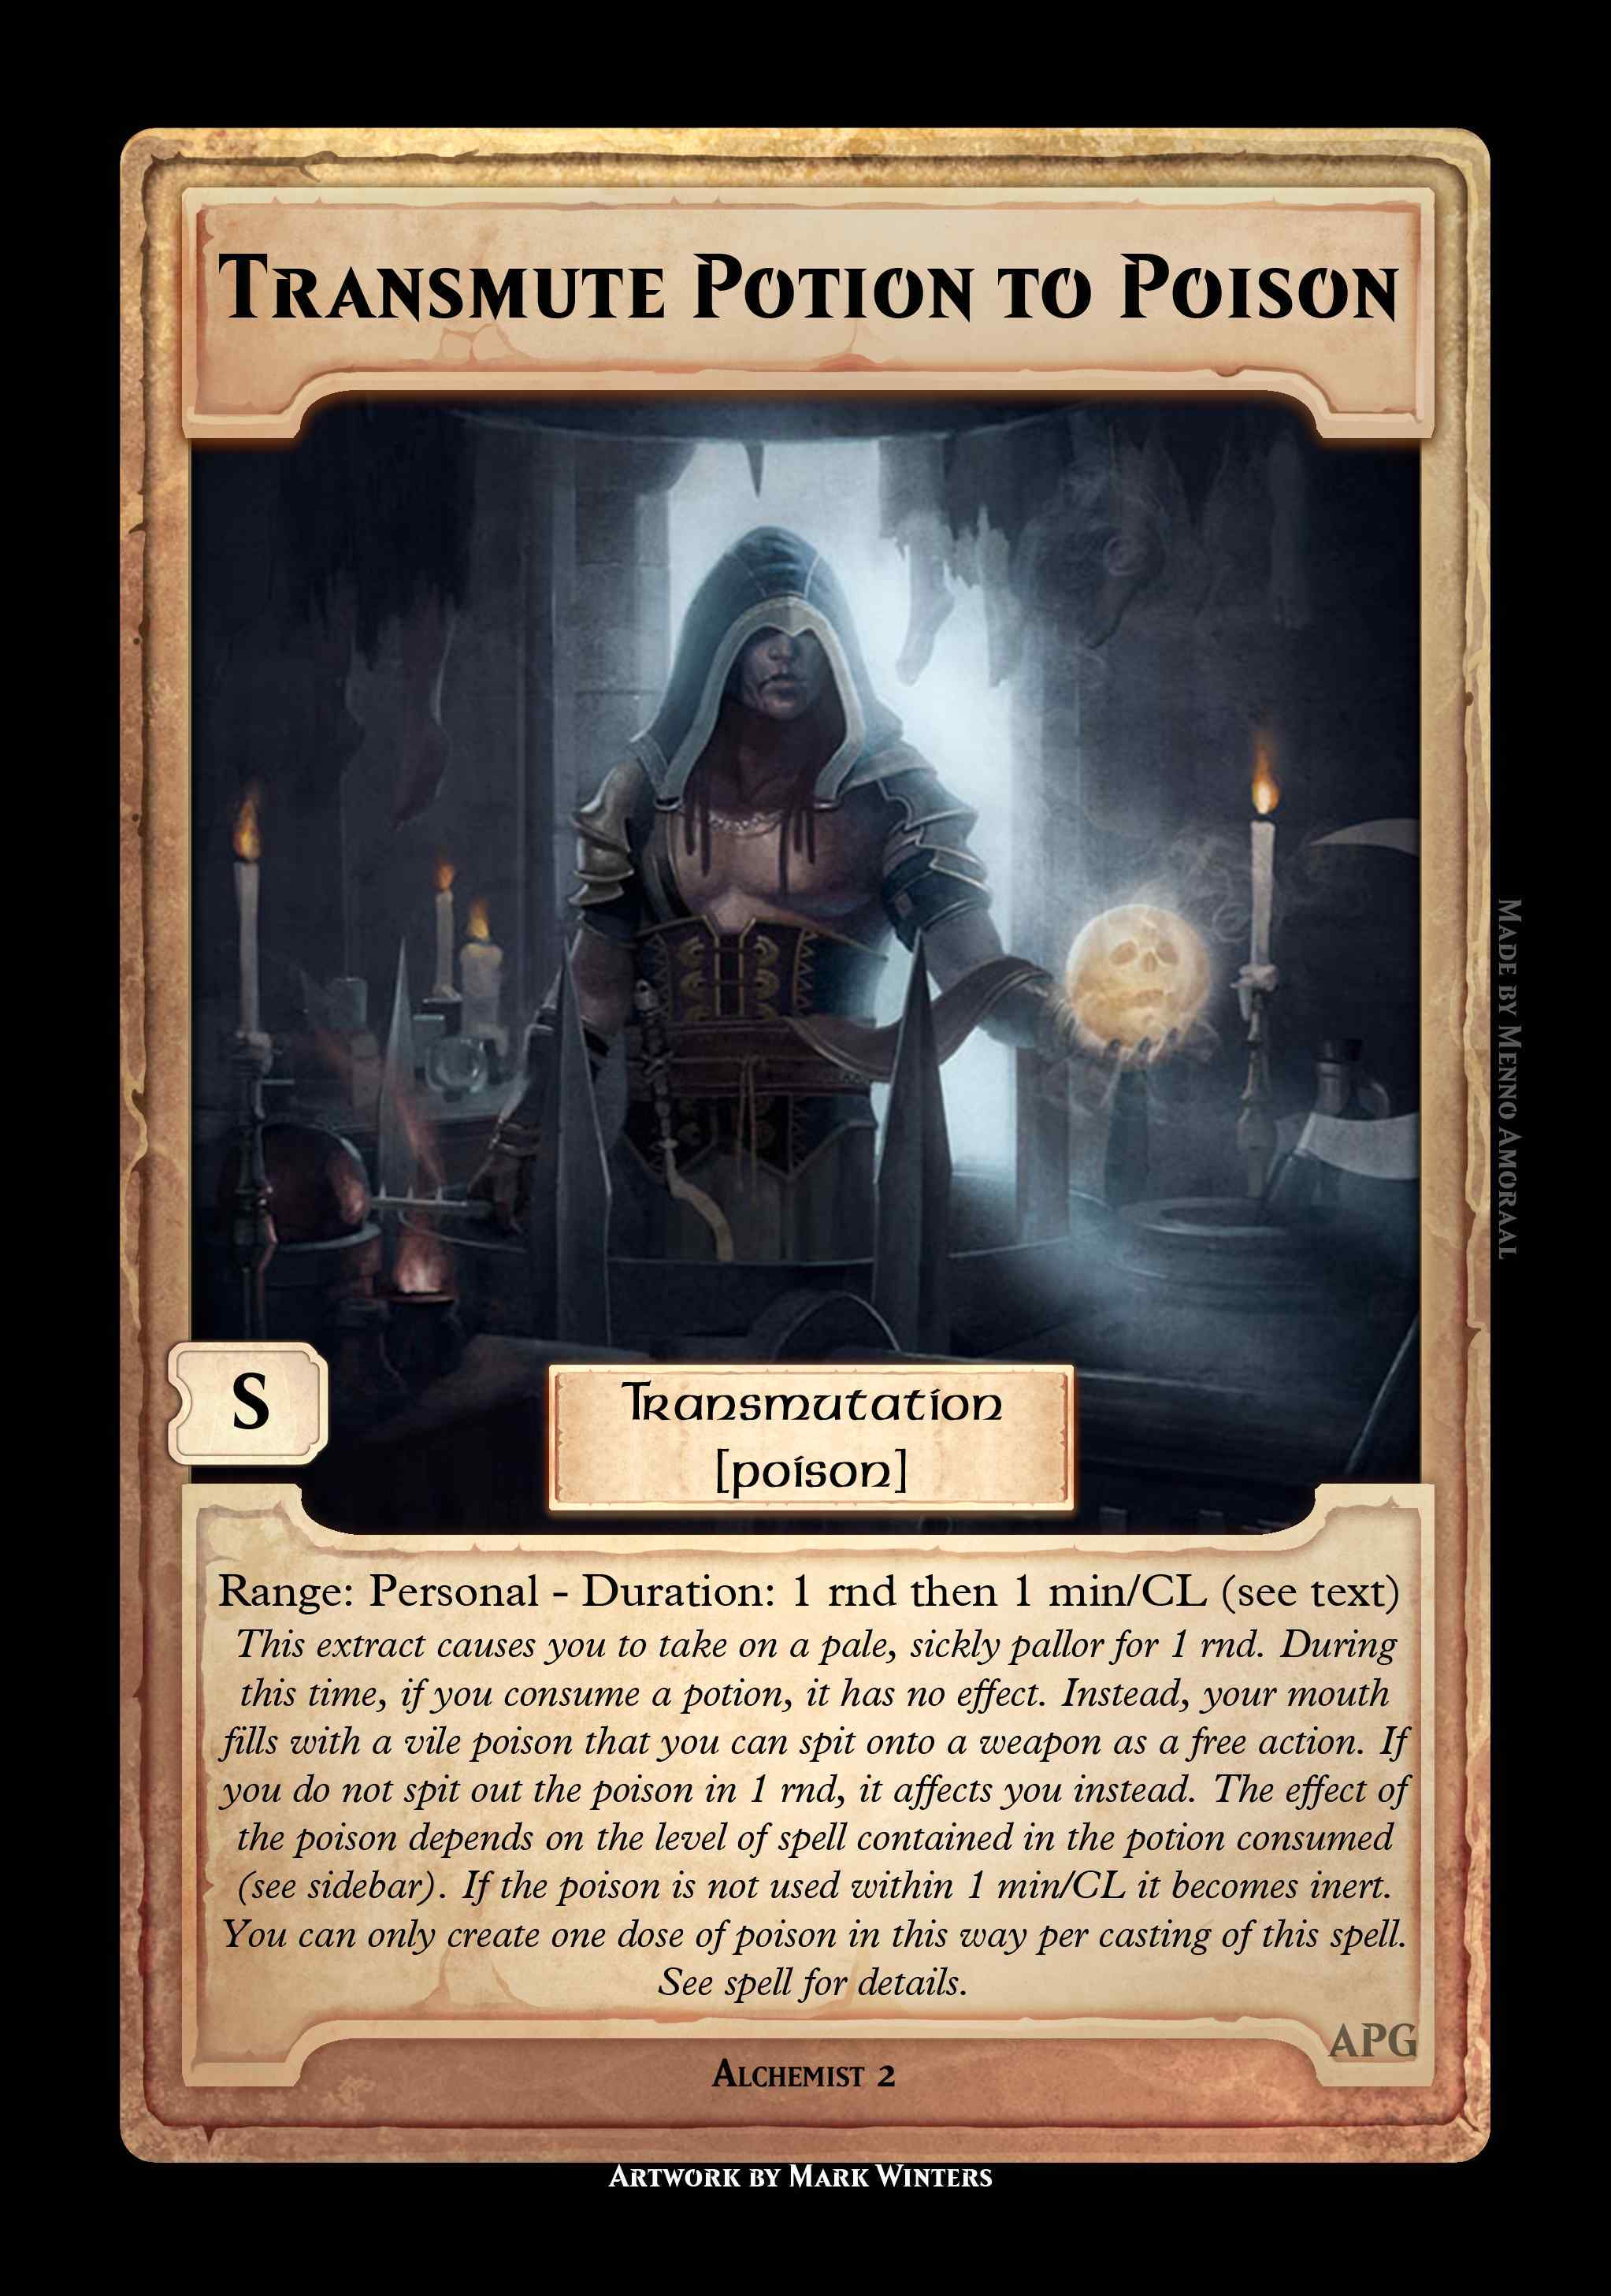 Transmute Potion to Poison
S
Transmutation
[poison]
Range: Personal - Duration: 1 rnd then 1 min/CL (see text)
This extract causes you to take on a pale, sickly pallor for 1 rnd. During
this time, if you consume a potion, it has no effect. Instead, your mouth
fills with a vile poison that you can spit onto a weapon as a free action. If
you do not spit out the poison in 1 rnd, it affects you instead. The effect of
the poison depends on the level of spell contained in the potion consumed
(see sidebar). If the poison is not used within 1 min/CL it becomes inert.
You can only create one dose of poison in this way per casting of this spell.
See spell for details.
APG
Alchemist 2
Artwork by Mark Winters
Made by Menno Amoraal